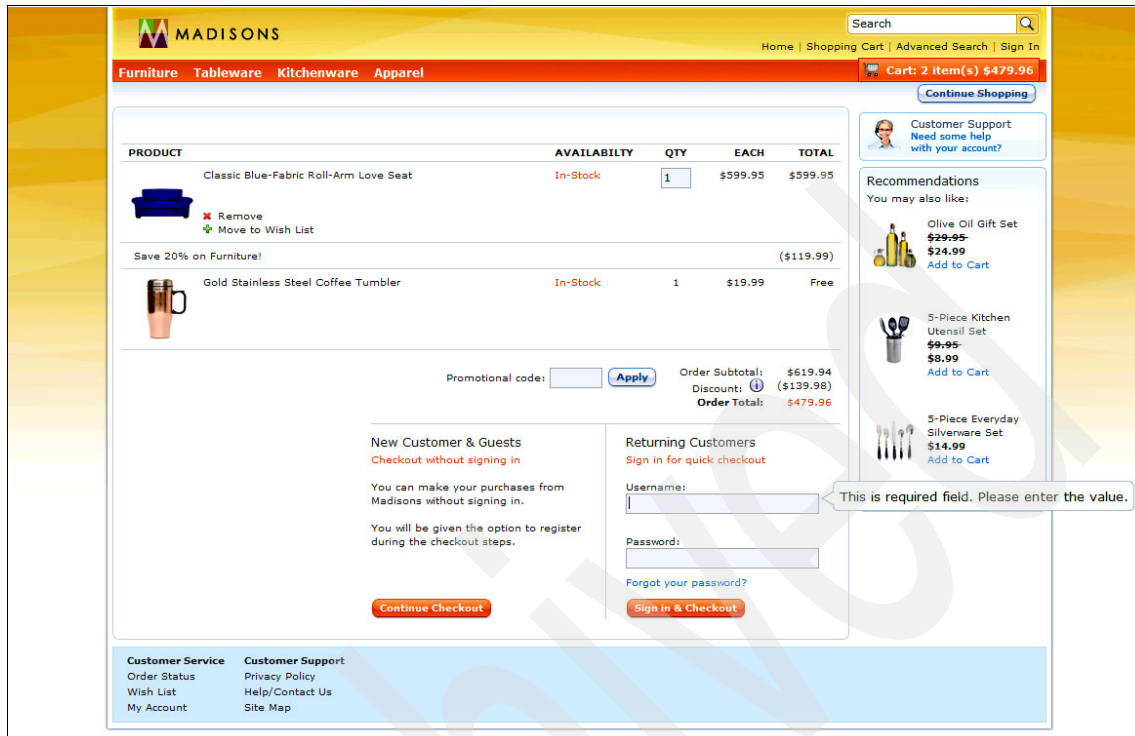 MADISONS
Search
Home | Shopping Cart | Advanced Search | Sign In
Furniture Tableware Kitchenware Apparel
Cart: 2 item(s) $479.96
Continue Shopping
Customer Support
Need some help
with your account?
PRODUCT AVAILABILTY QTY EACH TOTAL
Classic Blue-Fabric Roll-Arm Love Seat In-Stock 1 $599.95 $599.95
Remove
Move to Wish List
Save 20% on Furniture! ($119.99)
Gold Stainless Steel Coffee Tumbler In-Stock 1 $19.99 Free
Promotional code: Apply
Order Subtotal: $619.94
Discount: i ($139.98)
Order Total: $479.96
New Customer & Guests
Checkout without signing in
You can make your purchases from
Madisons without signing in.
You will be given the option to register
during the checkout steps.
Continue Checkout
Returning Customers
Sign in for quick checkout
Username:
This is required field. Please enter the value.
Password:
Forgot your password?
Sign in & Checkout
Recommendations
You may also like:
Olive Oil Gift Set
$29.95
$24.99
Add to Cart
5-Piece Kitchen
Utensil Set
$9.95
$8.99
Add to Cart
5-Piece Everyday
Silverware Set
$14.99
Add to Cart
Customer Service Customer Support
Order Status Privacy Policy
Wish List Help/Contact Us
My Account Site Map